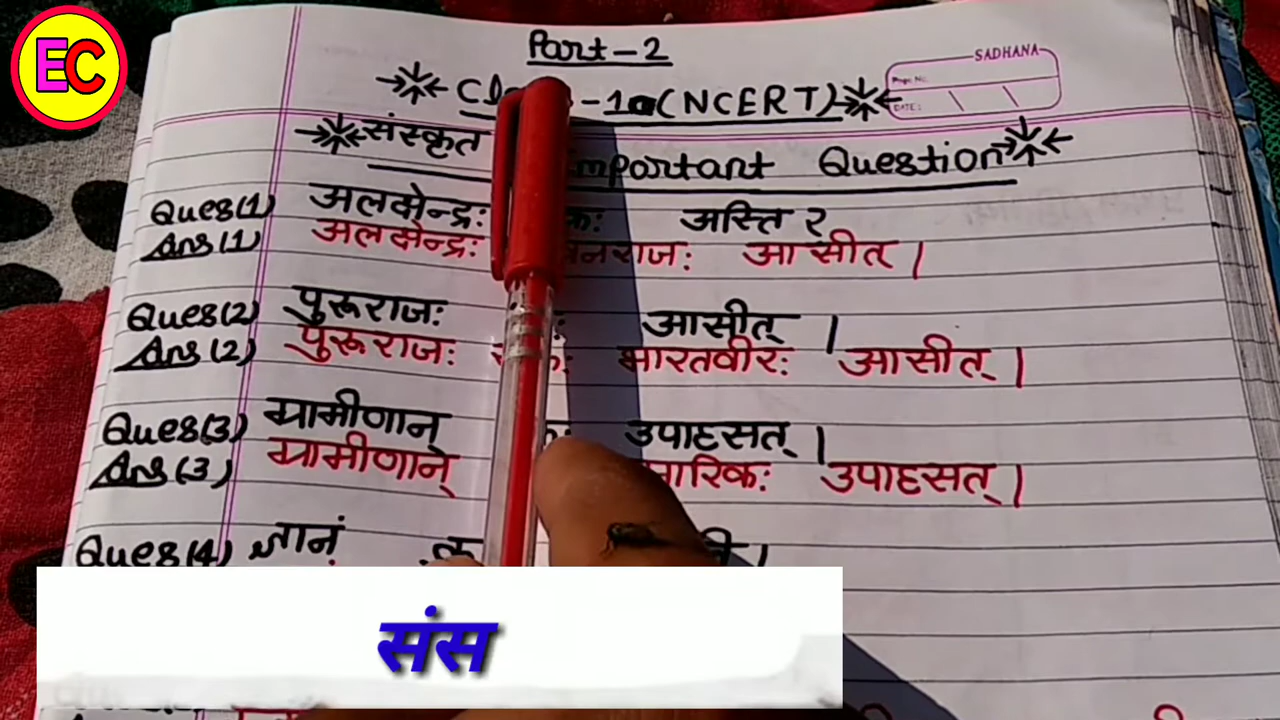 EC
Part-2
SADHANA
Page No.
-10 (NCERT)
DATE:
संस्कृत Important Question
Ques(1) अलक्षेन्द्रः कः अस्ति ?
Ans(1) अलक्षेन्द्रः आसीत् ।
Ques(2) पुरूराजः आसीत् ।
Ans(2) पुरूराजः भारतवीरः आसीत् ।
Ques(3) ग्रामीणान् उपाहसत् ।
Ans(3) ग्रामीणान् उपाहसत् ।
Ques(4) ज्ञानं
संस